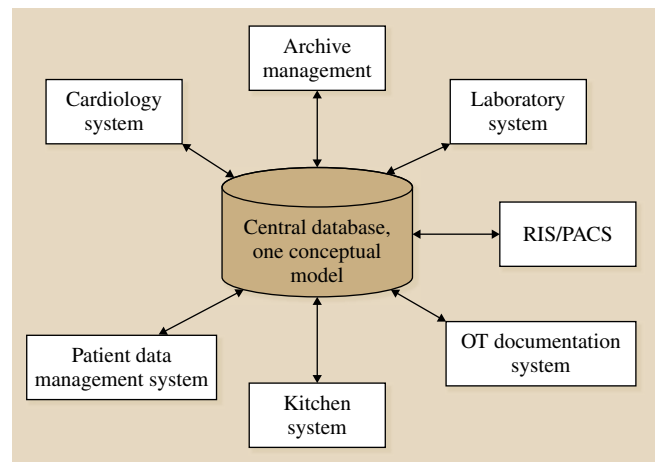 Archive
management
Cardiology
system
Laboratory
system
Central database,
one conceptual
model
RIS/PACS
Patient data
management system
OT documentation
system
Kitchen
system